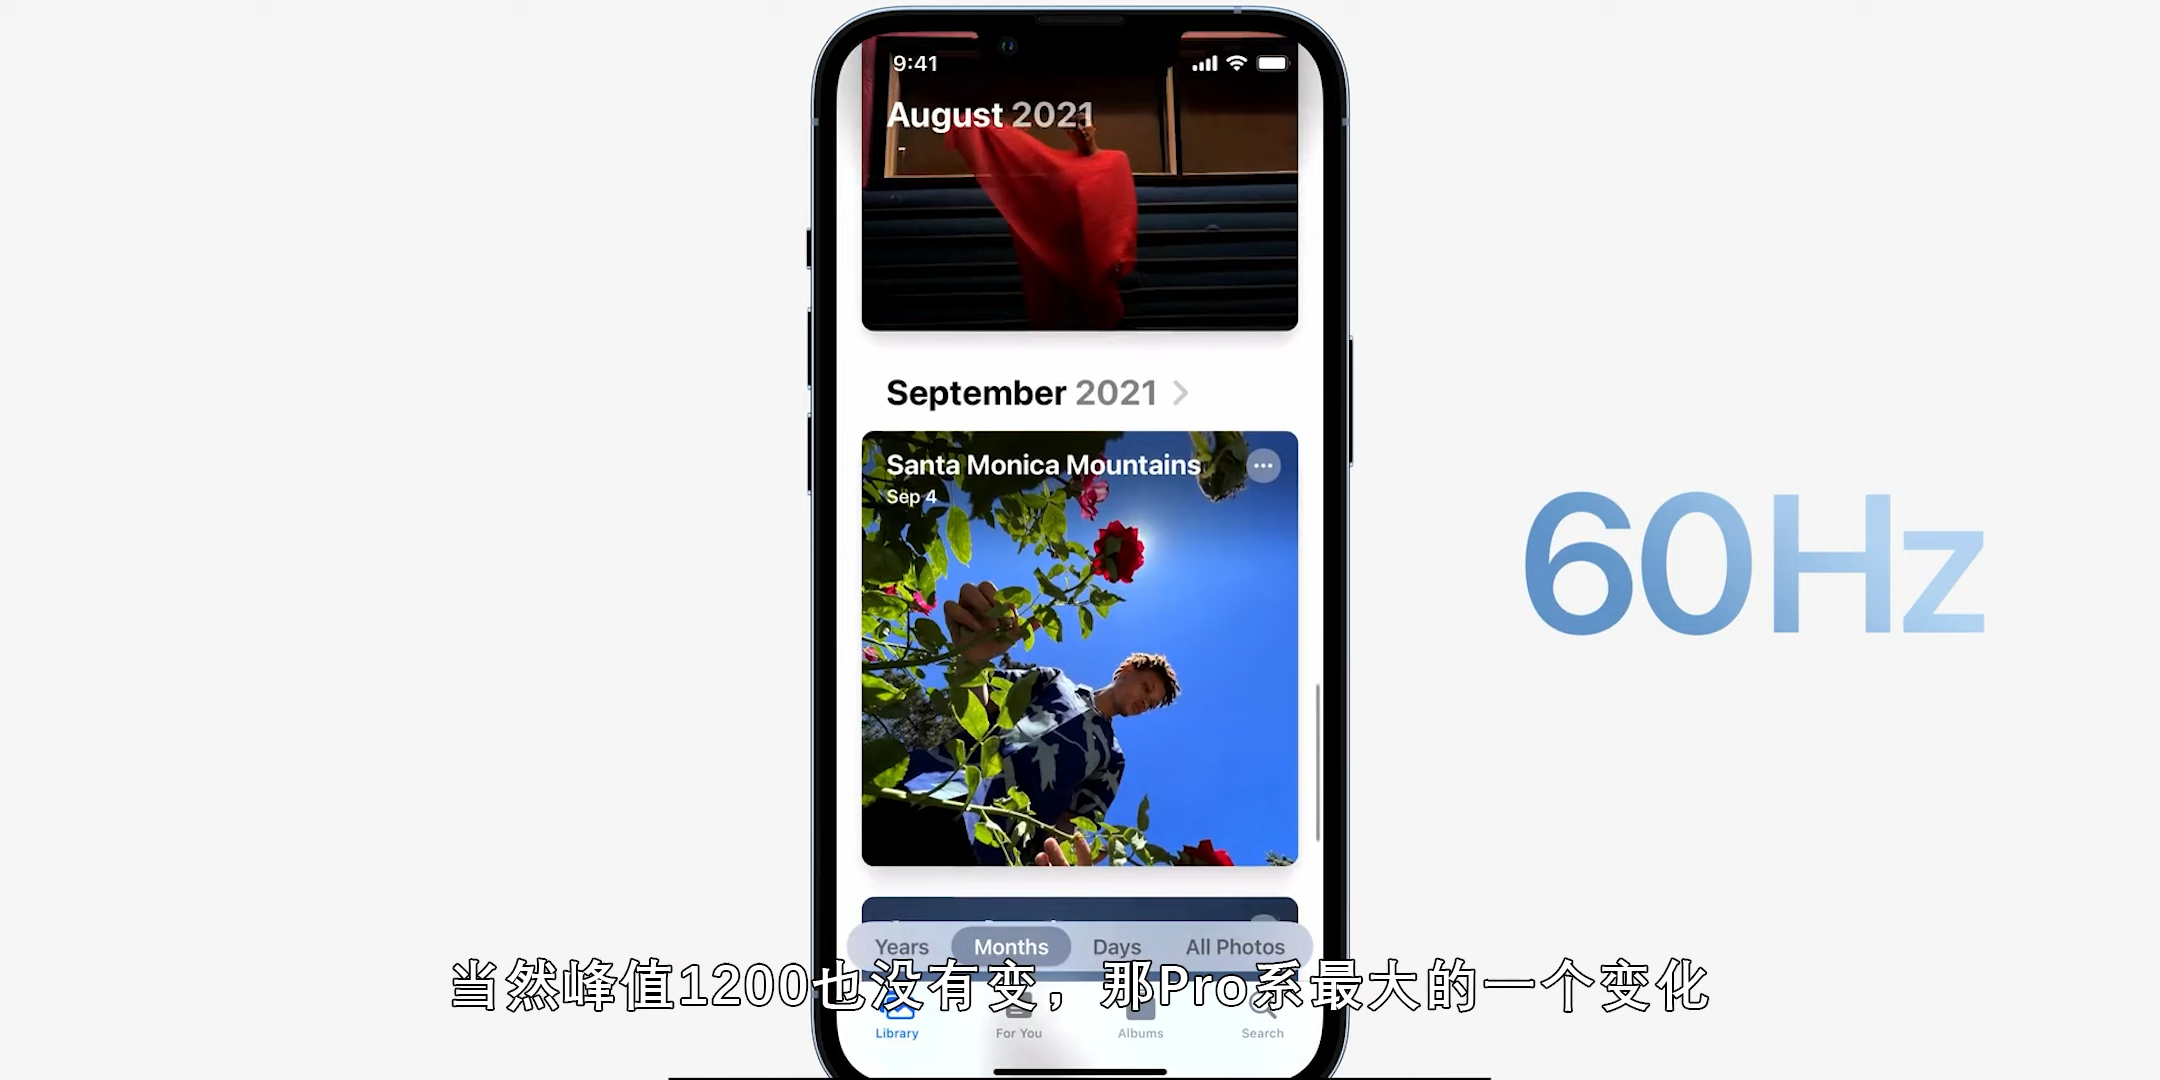 9:41
August 2021
September 2021
Santa Monica Mountains
Sep 4
60Hz
Years Months Days All Photos
当然峰值1200也没有变，那Pro系最大的一个变化
Library For You Albums Search